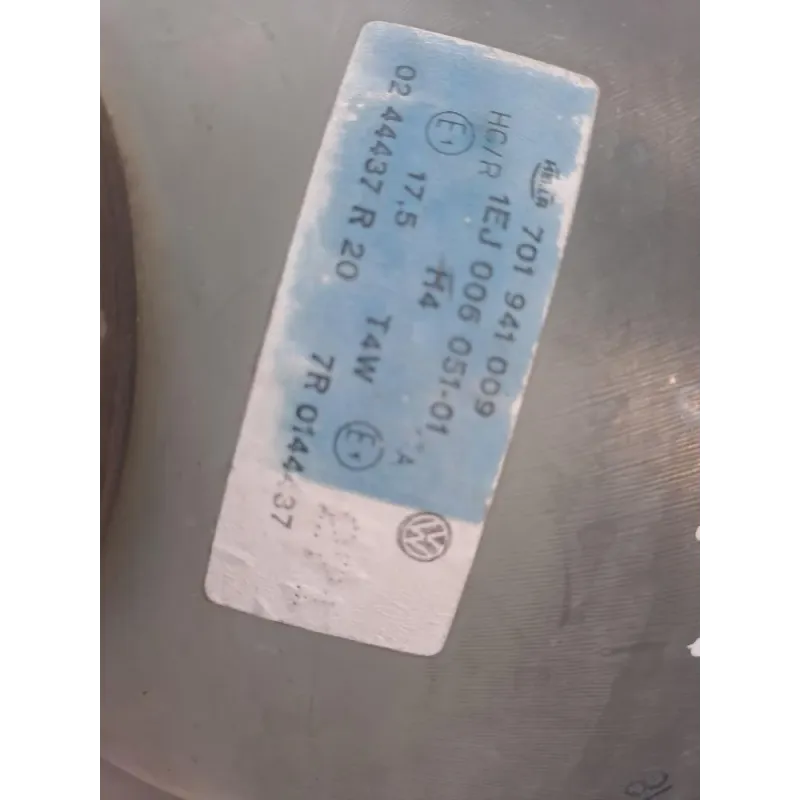 HELLA 701 941 009
HC/R 1EJ 006 051-01
E1 17,5 H4 A
02 44437 R 20 T4W E1
7R 0144437